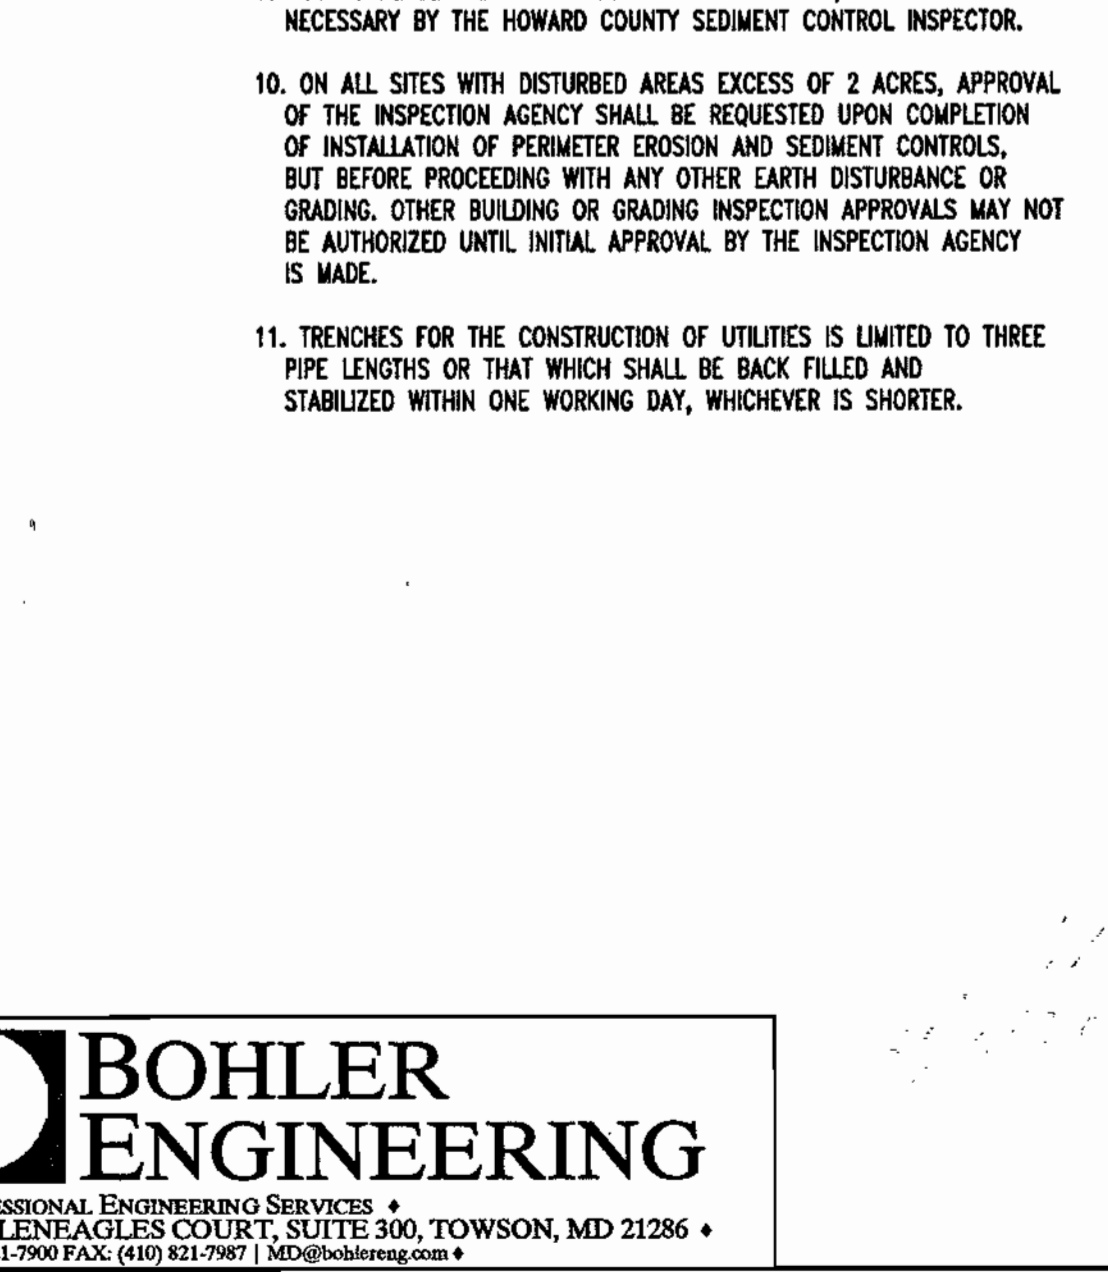 NECESSARY BY THE HOWARD COUNTY SEDIMENT CONTROL INSPECTOR.
10. ON ALL SITES WITH DISTURBED AREAS EXCESS OF 2 ACRES, APPROVAL
OF THE INSPECTION AGENCY SHALL BE REQUESTED UPON COMPLETION
OF INSTALLATION OF PERIMETER EROSION AND SEDIMENT CONTROLS,
BUT BEFORE PROCEEDING WITH ANY OTHER EARTH DISTURBANCE OR
GRADING. OTHER BUILDING OR GRADING INSPECTION APPROVALS MAY NOT
BE AUTHORIZED UNTIL INITIAL APPROVAL BY THE INSPECTION AGENCY
IS MADE.
11. TRENCHES FOR THE CONSTRUCTION OF UTILITIES IS LIMITED TO THREE
PIPE LENGTHS OR THAT WHICH SHALL BE BACK FILLED AND
STABILIZED WITHIN ONE WORKING DAY, WHICHEVER IS SHORTER.
BOHLER
ENGINEERING
SSIONAL ENGINEERING SERVICES ♦
LENEAGLES COURT, SUITE 300, TOWSON, MD 21286 ♦
1-7900 FAX: (410) 821-7987 | MD@bohlereng.com ♦